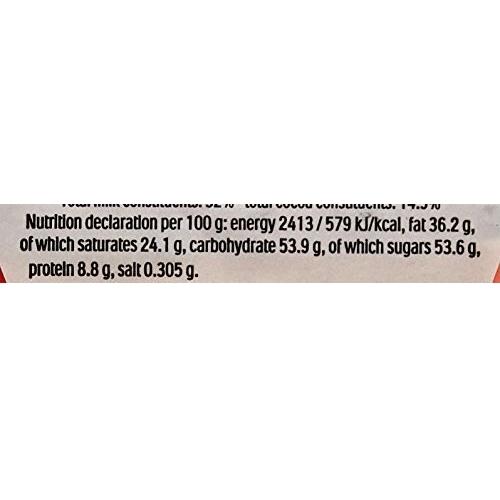 Nutrition declaration per 100 g: energy 2413 / 579 kJ/kcal, fat 36.2 g,
of which saturates 24.1 g, carbohydrate 53.9 g, of which sugars 53.6 g,
protein 8.8 g, salt 0.305 g.